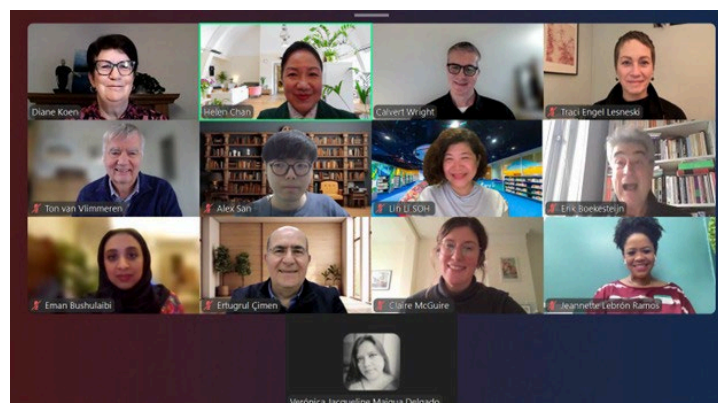 Diane Koen
Helen Chan
Calvert Wright
Traci Engel Lesneski
Ton van Vlimmeren
Alex San
Lin Li SOH
Erik Boekesteijn
Eman Bushulaibi
Ertuğrul Çimen
Claire McGuire
Jeannette Lebrón Ramos
Verónica Jacqueline Maigua Delgado